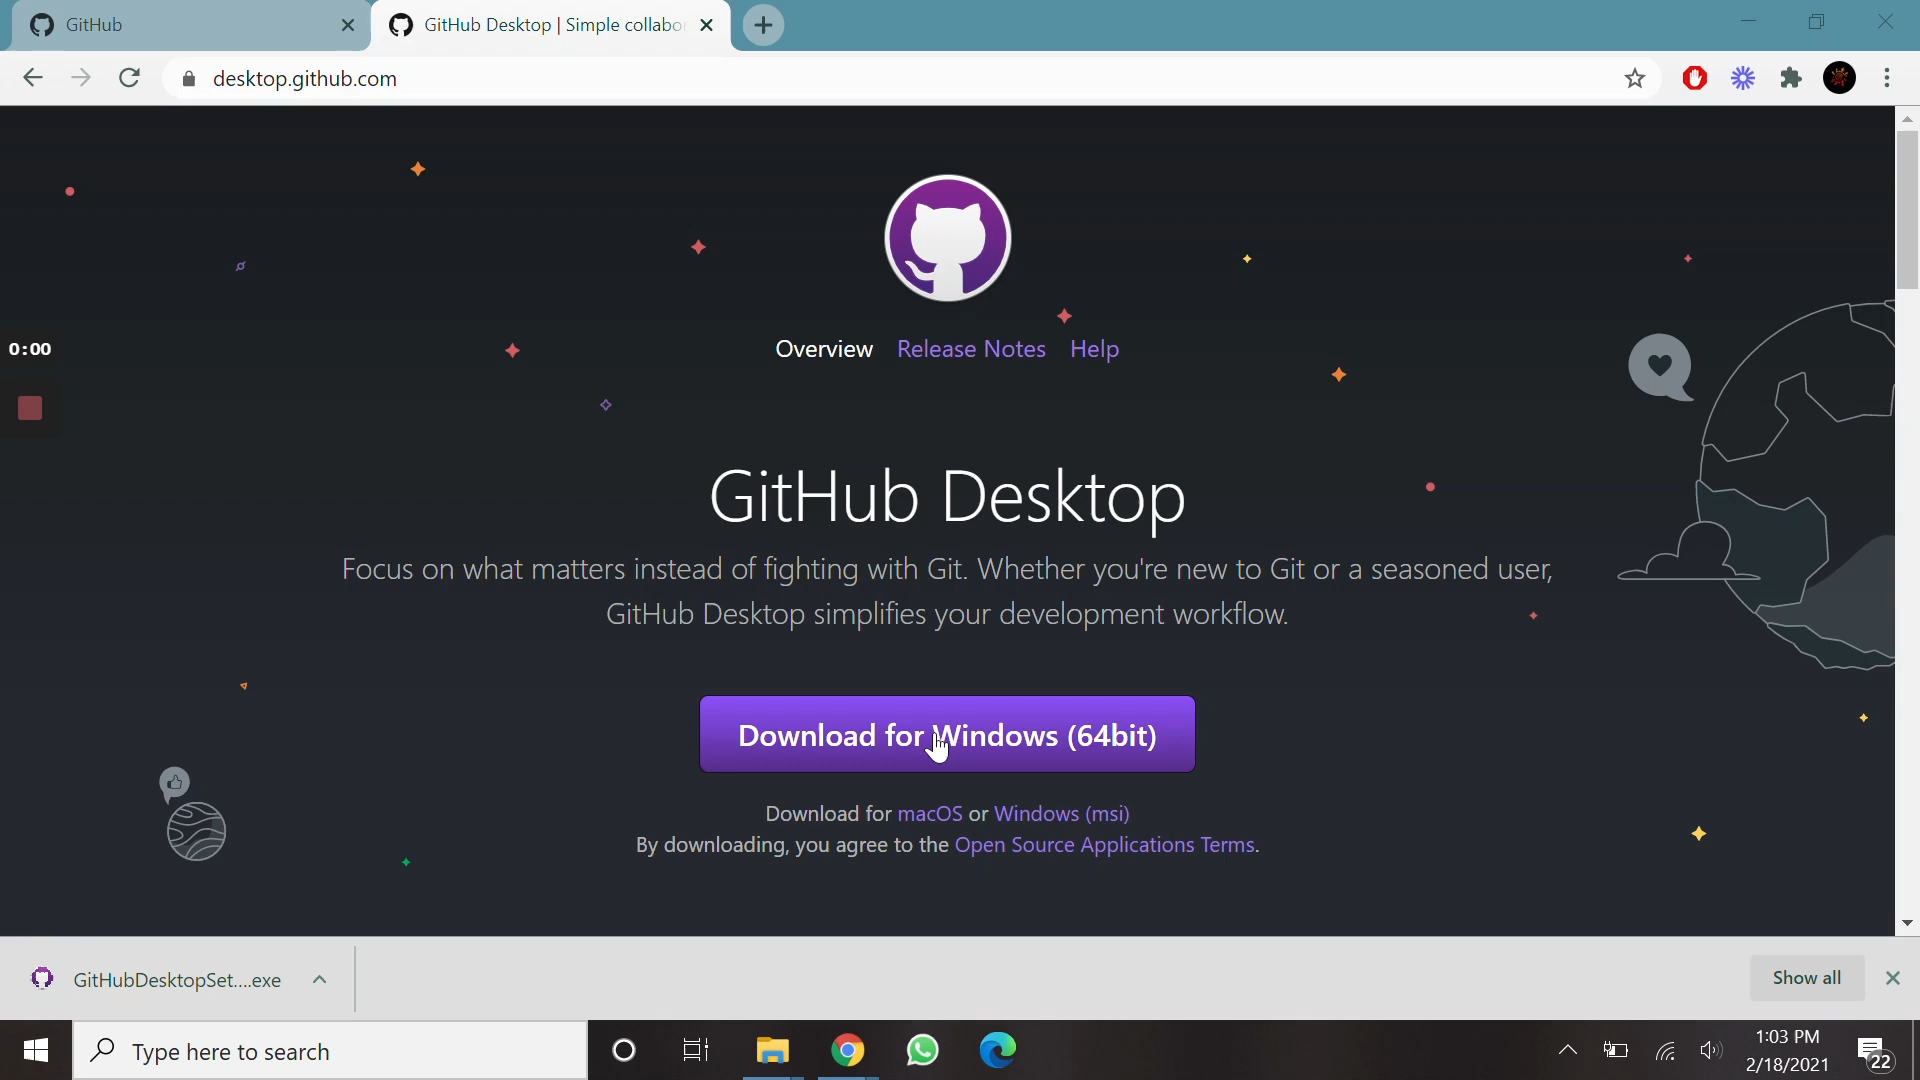 GitHub
GitHub Desktop | Simple collabor
desktop.github.com
0:00
Overview Release Notes Help
GitHub Desktop
Focus on what matters instead of fighting with Git. Whether you're new to Git or a seasoned user,
GitHub Desktop simplifies your development workflow.
Download for Windows (64bit)
Download for macOS or Windows (msi)
By downloading, you agree to the Open Source Applications Terms.
GitHubDesktopSet....exe
Show all
Type here to search
1:03 PM
2/18/2021
22